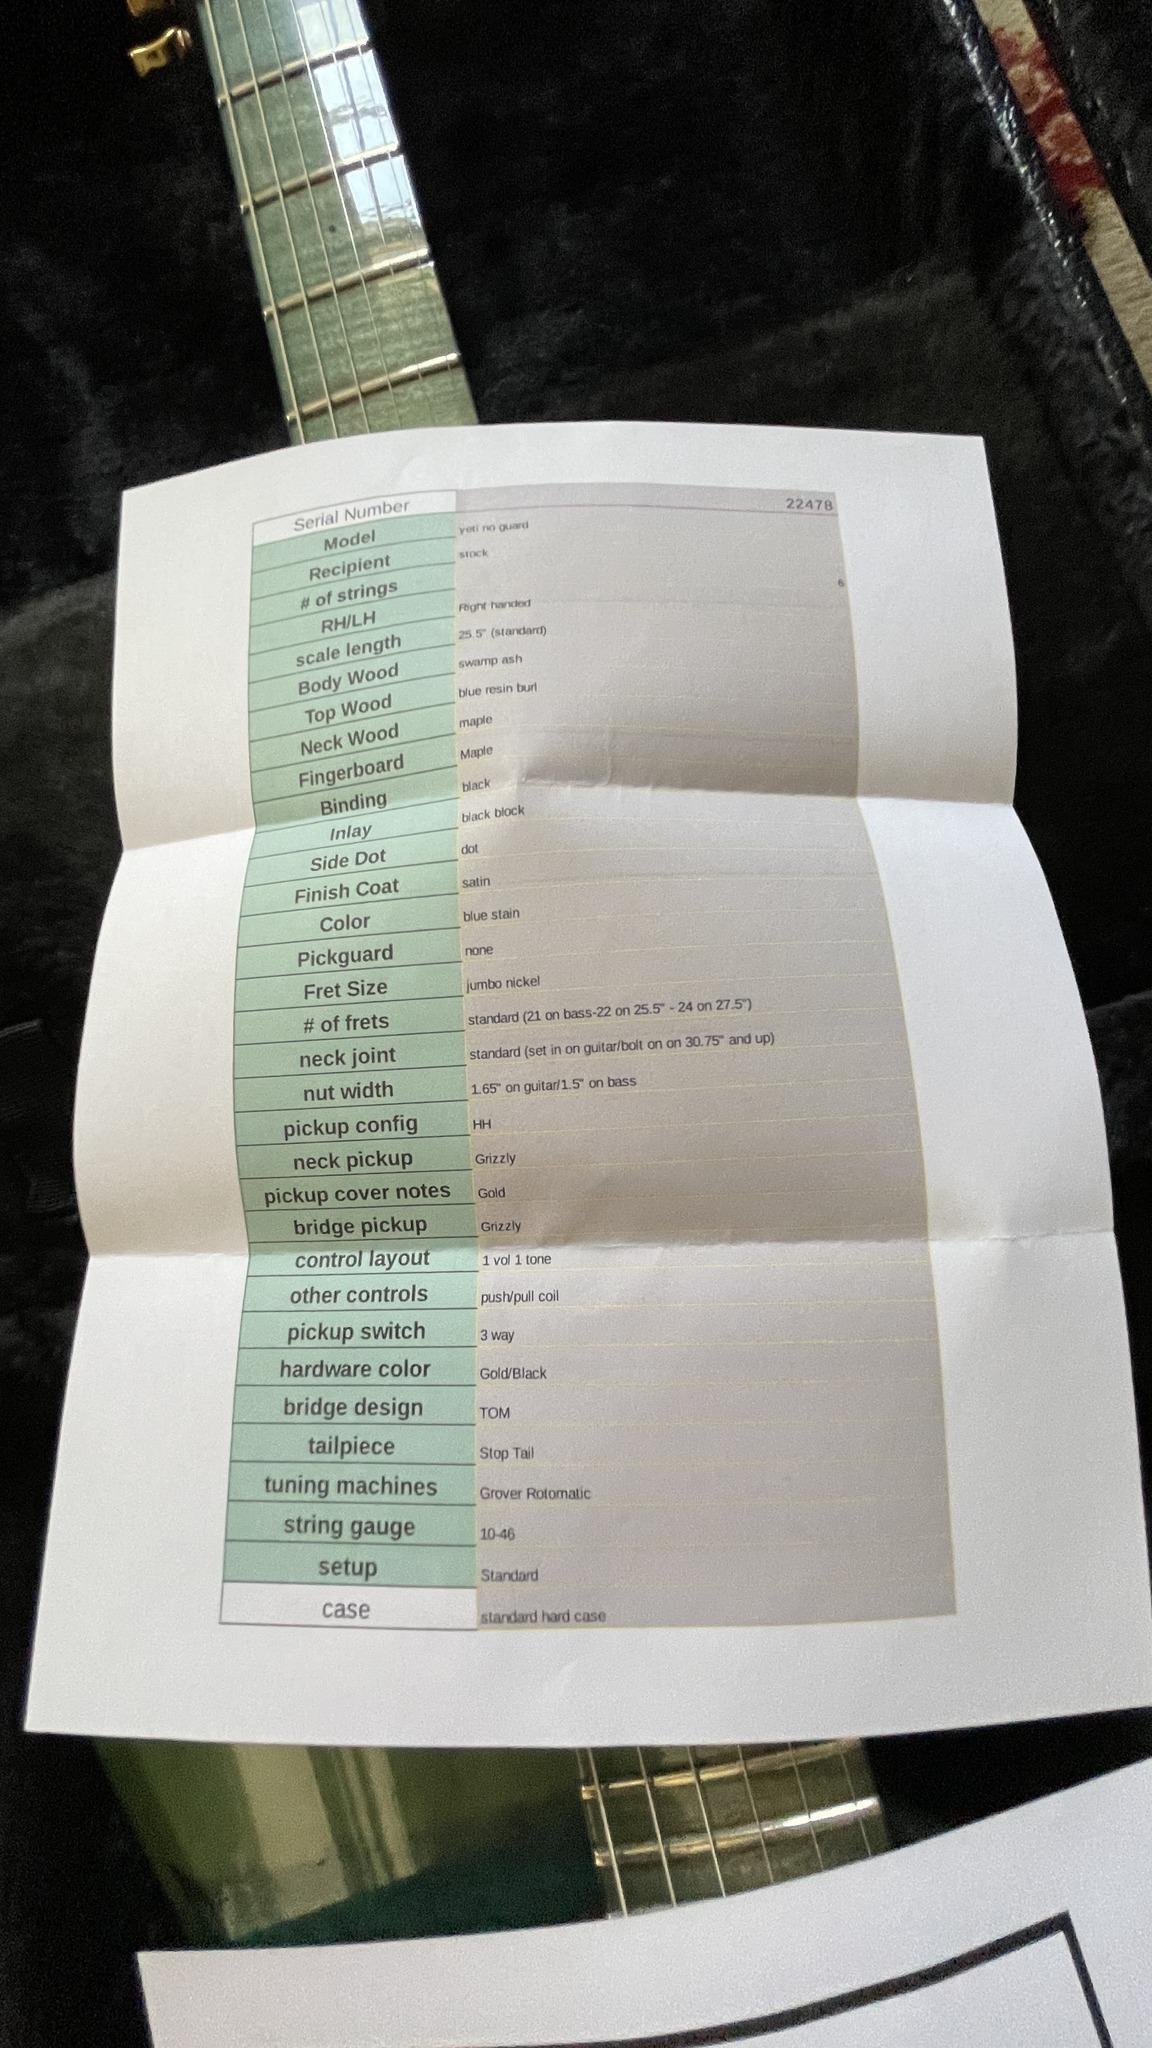 Serial Number 22478
Model yeti no guard
Recipient stock
# of strings 6
RH/LH Right handed
scale length 25.5" (standard)
Body Wood swamp ash
Top Wood blue resin burl
Neck Wood maple
Fingerboard Maple
Binding black
Inlay black block
Side Dot dot
Finish Coat satin
Color blue stain
Pickguard none
Fret Size jumbo nickel
# of frets standard (21 on bass-22 on 25.5" - 24 on 27.5")
neck joint standard (set in on guitar/bolt on on 30.75" and up)
nut width 1.65" on guitar/1.5" on bass
pickup config HH
neck pickup Grizzly
pickup cover notes Gold
bridge pickup Grizzly
control layout 1 vol 1 tone
other controls push/pull coil
pickup switch 3 way
hardware color Gold/Black
bridge design TOM
tailpiece Stop Tail
tuning machines Grover Rotomatic
string gauge 10-46
setup Standard
case standard hard case